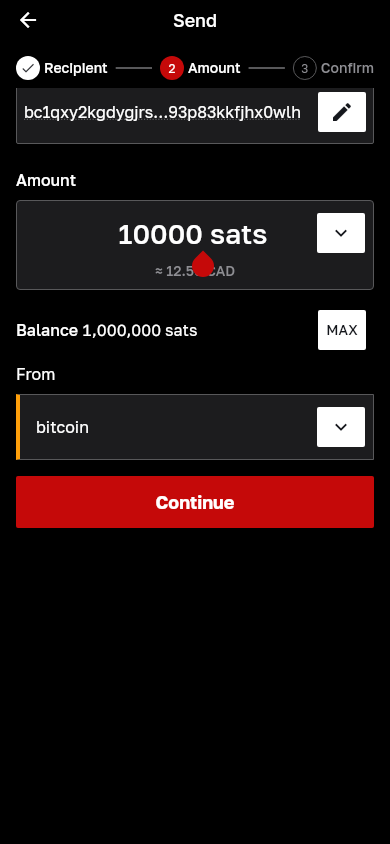 Send
Recipient
2 Amount
3 Confirm
bc1qxy2kgdygjrs...93p83kkfjhx0wlh
Amount
10000 sats
≈ CAD
Balance 1,000,000 sats
MAX
From
bitcoin
Continue